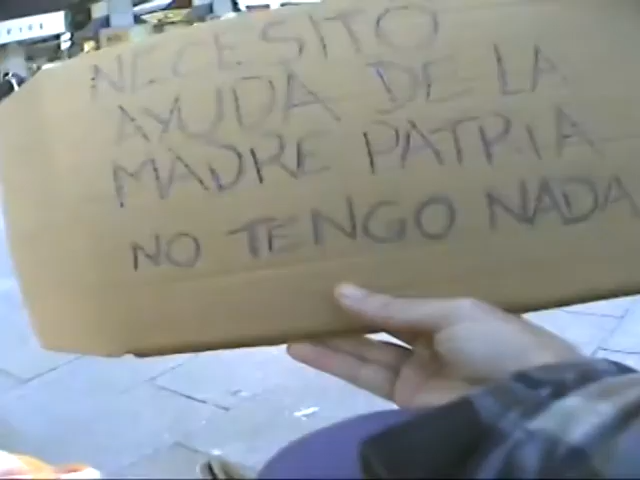 NECESITO
AYUDA DE LA
MADRE PATRIA
NO TENGO NADA